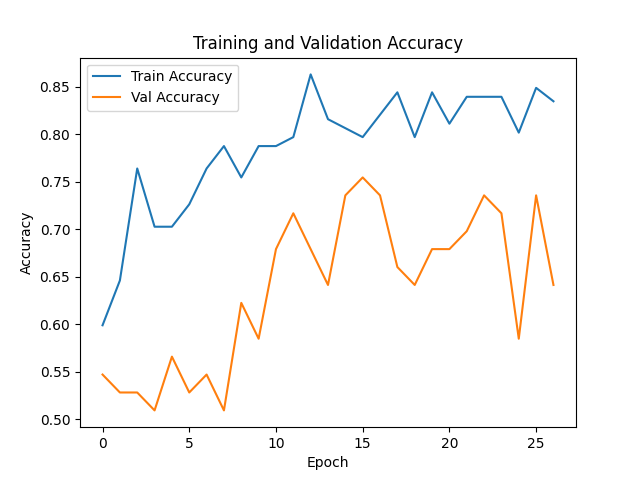 Training and Validation Accuracy
Train Accuracy
Val Accuracy
Accuracy
0.85
0.80
0.75
0.70
0.65
0.60
0.55
0.50
0 5 10 15 20 25
Epoch